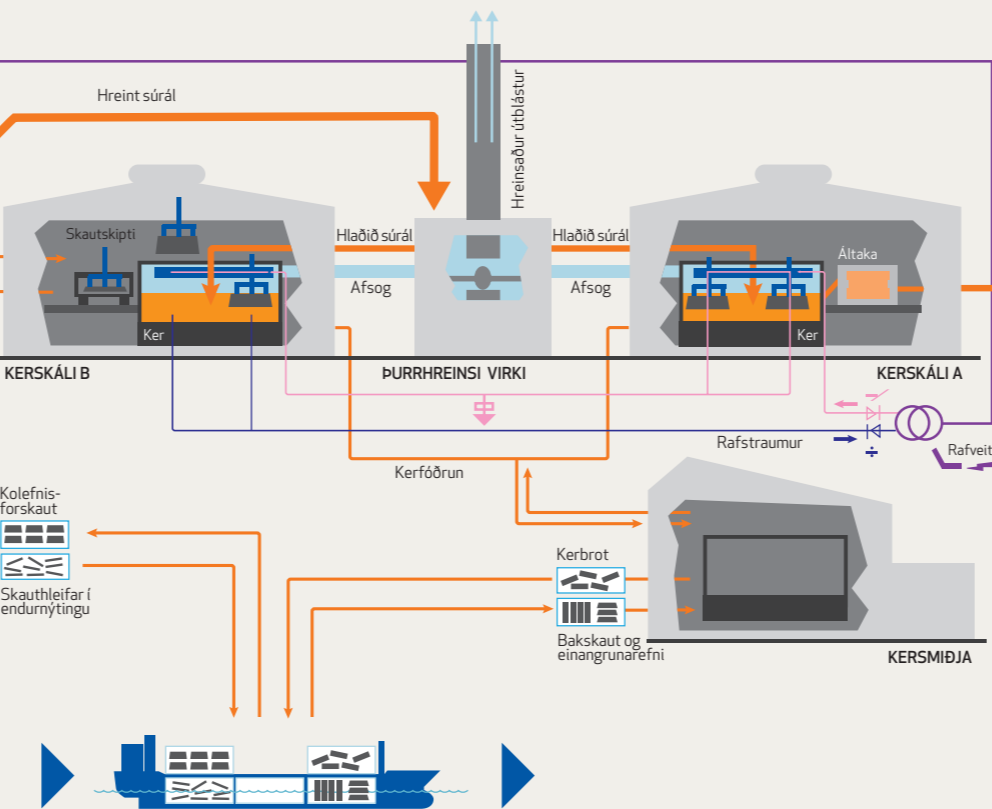 Hreint súrál
Hreinsaður útblástur
Skautskipti
Hlaðið súrál
Hlaðið súrál
Áltaka
Afsog
Afsog
Ker
Ker
KERSKÁLI B
ÞURRHREINSI VIRKI
KERSKÁLI A
Rafstraumur
÷
Rafveit
Kerfóðrun
Kolefnis-
forskaut
Skauthleifar í
endurnýtingu
Kerbrot
Bakskaut og
einangrunarefni
KERSMIÐJA